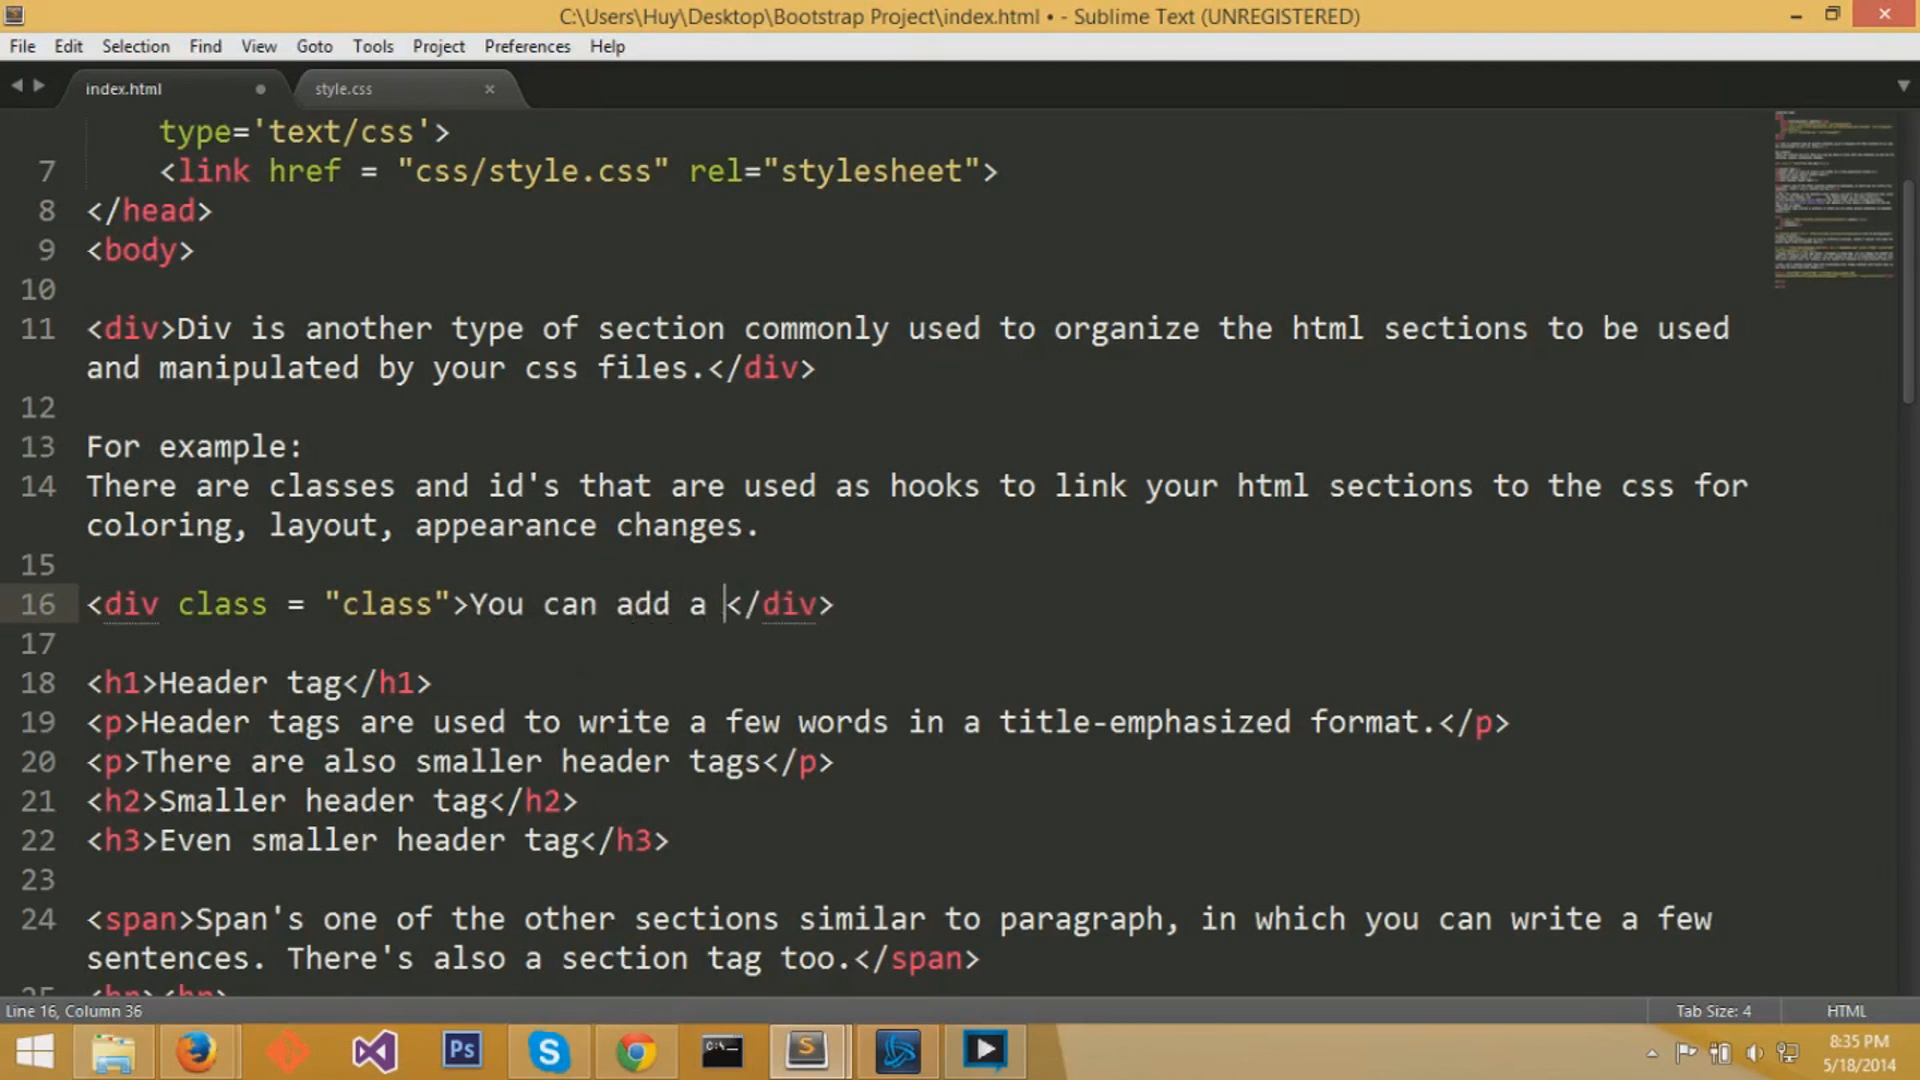 C:\Users\Huy\Desktop\Bootstrap Project\index.html • - Sublime Text (UNREGISTERED)
File Edit Selection Find View Goto Tools Project Preferences Help
index.html style.css
type='text/css'>
7 <link href = "css/style.css" rel="stylesheet">
8 </head>
9 <body>
10
11 <div>Div is another type of section commonly used to organize the html sections to be used
and manipulated by your css files.</div>
12
13 For example:
14 There are classes and id's that are used as hooks to link your html sections to the css for
coloring, layout, appearance changes.
15
16 <div class = "class">You can add a </div>
17
18 <h1>Header tag</h1>
19 <p>Header tags are used to write a few words in a title-emphasized format.</p>
20 <p>There are also smaller header tags</p>
21 <h2>Smaller header tag</h2>
22 <h3>Even smaller header tag</h3>
23
24 <span>Span's one of the other sections similar to paragraph, in which you can write a few
sentences. There's also a section tag too.</span>
Line 16, Column 36 Tab Size: 4 HTML
Ps S C:\ S
8:35 PM
5/18/2014